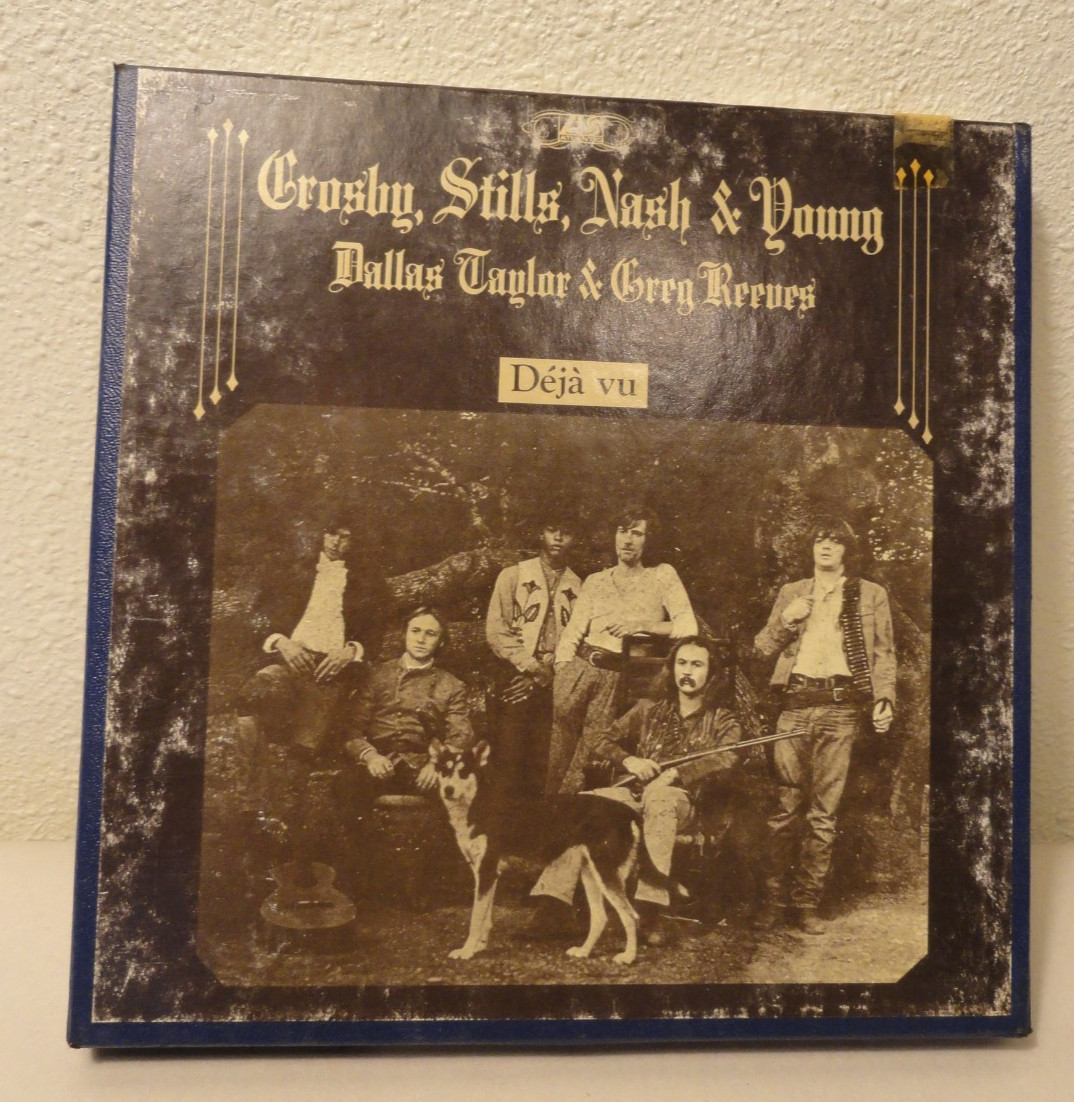 Crosby, Stills, Nash & Young
Dallas Taylor & Greg Reeves
Déjà vu